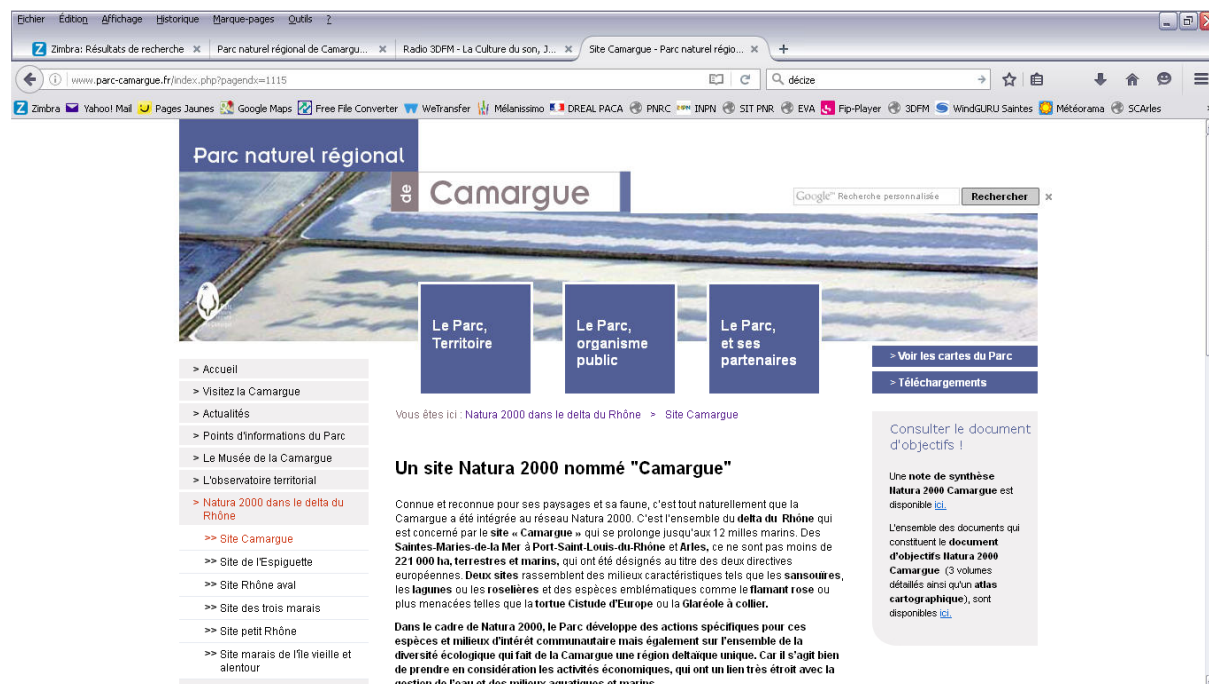 Fichier Édition Affichage Historique Marque-pages Outils ?
Zimbra: Résultats de recherche
Parc naturel régional de Camargu...
Radio 3DFM - La Culture du son, J...
Site Camargue - Parc naturel régio...
www.parc-camargue.fr/index.php?pagendx=1115
décize
Zimbra Yahoo! Mail Pages Jaunes Google Maps Free File Converter WeTransfer Mélanissimo DREAL PACA PNRC INPN SIT PNR EVA Fip-Player 3DFM WindGURU Saintes Météorama SCArles
Parc naturel régional
de Camargue
Google™ Recherche personnalisée
Rechercher
Le Parc,
Territoire
Le Parc,
organisme
public
Le Parc,
et ses
partenaires
> Voir les cartes du Parc
> Téléchargements
> Accueil
> Visitez la Camargue
> Actualités
> Points d'informations du Parc
> Le Musée de la Camargue
> L'observatoire territorial
> Natura 2000 dans le delta du
Rhône
>> Site Camargue
>> Site de l'Espiguette
>> Site Rhône aval
>> Site des trois marais
>> Site petit Rhône
>> Site marais de l'île vieille et
alentour
Vous êtes ici : Natura 2000 dans le delta du Rhône > Site Camargue
Un site Natura 2000 nommé "Camargue"
Connue et reconnue pour ses paysages et sa faune, c'est tout naturellement que la
Camargue a été intégrée au réseau Natura 2000. C'est l'ensemble du delta du Rhône qui
est concerné par le site « Camargue » qui se prolonge jusqu'aux 12 milles marins. Des
Saintes-Maries-de-la Mer à Port-Saint-Louis-du-Rhône et Arles, ce ne sont pas moins de
221 000 ha, terrestres et marins, qui ont été désignés au titre des deux directives
européennes. Deux sites rassemblent des milieux caractéristiques tels que les sansouïres,
les lagunes ou les roselières et des espèces emblématiques comme le flamant rose ou
plus menacées telles que la tortue Cistude d'Europe ou la Glaréole à collier.
Dans le cadre de Natura 2000, le Parc développe des actions spécifiques pour ces
espèces et milieux d'intérêt communautaire mais également sur l'ensemble de la
diversité écologique qui fait de la Camargue une région deltaïque unique. Car il s'agit bien
de prendre en considération les activités économiques, qui ont un lien très étroit avec la
gestion de l'eau et des milieux aquatiques et marins.
Consulter le document
d'objectifs !
Une note de synthèse
Natura 2000 Camargue est
disponible ici.
L'ensemble des documents qui
constituent le document
d'objectifs Natura 2000
Camargue (3 volumes
détaillés ainsi qu'un atlas
cartographique), sont
disponibles ici.